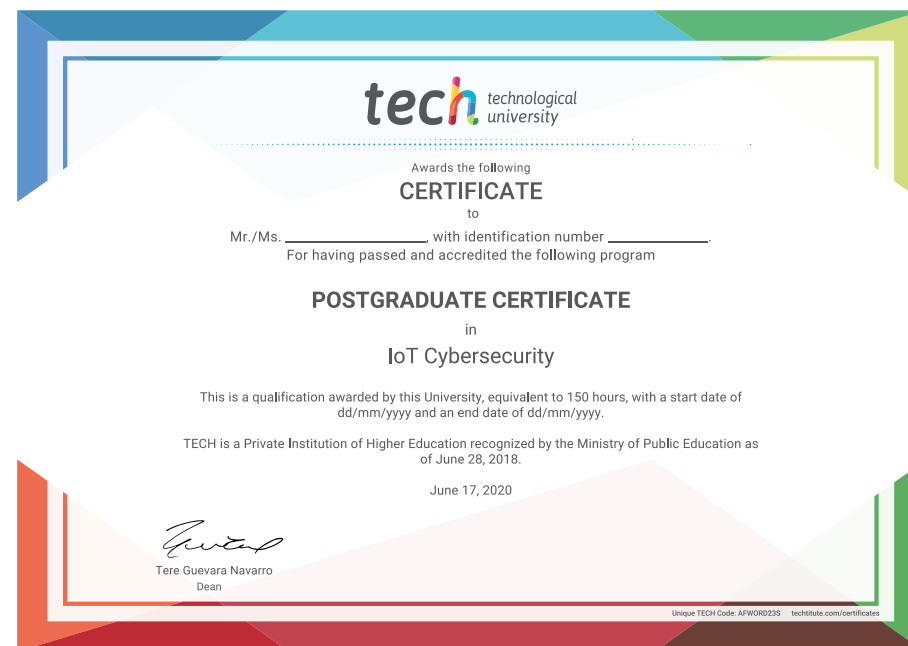 tech technological
university
Awards the following
CERTIFICATE
to
Mr./Ms. ____________________, with identification number ______________.
For having passed and accredited the following program
POSTGRADUATE CERTIFICATE
in
IoT Cybersecurity
This is a qualification awarded by this University, equivalent to 150 hours, with a start date of
dd/mm/yyyy and an end date of dd/mm/yyyy.
TECH is a Private Institution of Higher Education recognized by the Ministry of Public Education as
of June 28, 2018.
June 17, 2020
Tere Guevara Navarro
Dean
Unique TECH Code: AFWORD23S techtitute.com/certificates